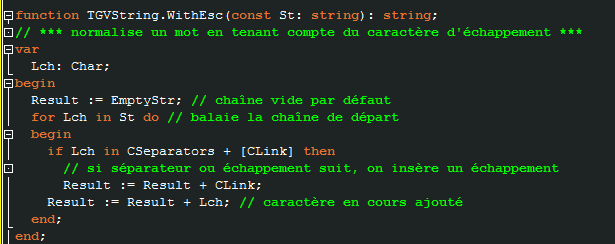 function TGVString.WithEsc(const St: string): string;
// *** normalise un mot en tenant compte du caractère d'échappement ***
var
Lch: Char;
begin
Result := EmptyStr; // chaîne vide par défaut
for Lch in St do // balaie la chaîne de départ
begin
if Lch in CSeparators + [CLink] then
// si séparateur ou échappement suit, on insère un échappement
Result := Result + CLink;
Result := Result + Lch; // caractère en cours ajouté
end;
end;